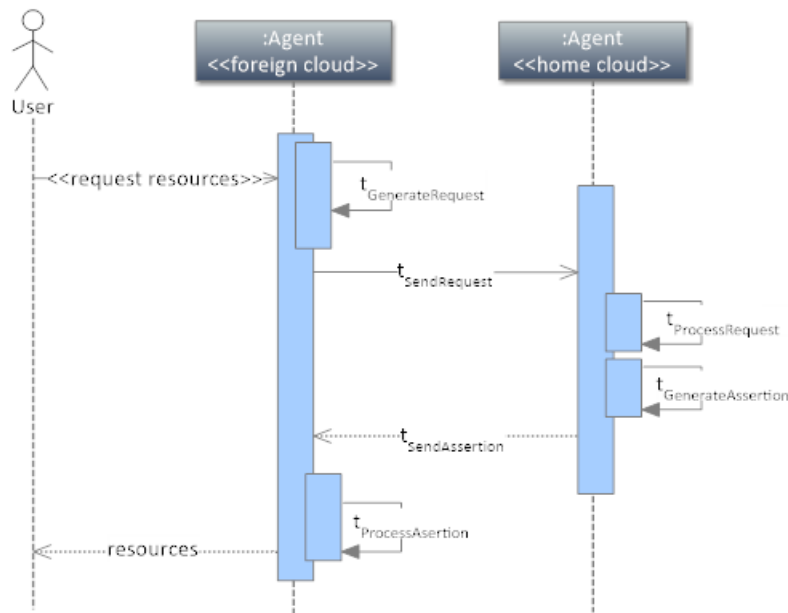 :Agent
<<foreign cloud>>
:Agent
<<home cloud>>
User
<<request resources>>
tGenerateRequest
tSendRequest
tProcessRequest
tGenerateAssertion
tSendAssertion
tProcessAsertion
resources